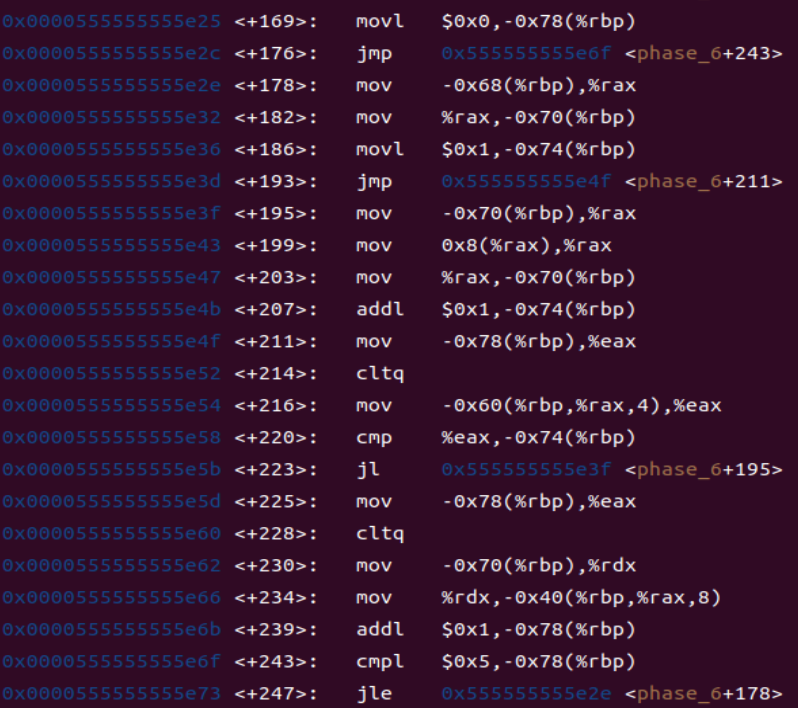 0x0000555555555e25 <+169>: movl $0x0,-0x78(%rbp)
0x0000555555555e2c <+176>: jmp 0x555555555e6f <phase_6+243>
0x0000555555555e2e <+178>: mov -0x68(%rbp),%rax
0x0000555555555e32 <+182>: mov %rax,-0x70(%rbp)
0x0000555555555e36 <+186>: movl $0x1,-0x74(%rbp)
0x0000555555555e3d <+193>: jmp 0x555555555e4f <phase_6+211>
0x0000555555555e3f <+195>: mov -0x70(%rbp),%rax
0x0000555555555e43 <+199>: mov 0x8(%rax),%rax
0x0000555555555e47 <+203>: mov %rax,-0x70(%rbp)
0x0000555555555e4b <+207>: addl $0x1,-0x74(%rbp)
0x0000555555555e4f <+211>: mov -0x78(%rbp),%eax
0x0000555555555e52 <+214>: cltq
0x0000555555555e54 <+216>: mov -0x60(%rbp,%rax,4),%eax
0x0000555555555e58 <+220>: cmp %eax,-0x74(%rbp)
0x0000555555555e5b <+223>: jl 0x555555555e3f <phase_6+195>
0x0000555555555e5d <+225>: mov -0x78(%rbp),%eax
0x0000555555555e60 <+228>: cltq
0x0000555555555e62 <+230>: mov -0x70(%rbp),%rdx
0x0000555555555e66 <+234>: mov %rdx,-0x40(%rbp,%rax,8)
0x0000555555555e6b <+239>: addl $0x1,-0x78(%rbp)
0x0000555555555e6f <+243>: cmpl $0x5,-0x78(%rbp)
0x0000555555555e73 <+247>: jle 0x555555555e2e <phase_6+178>